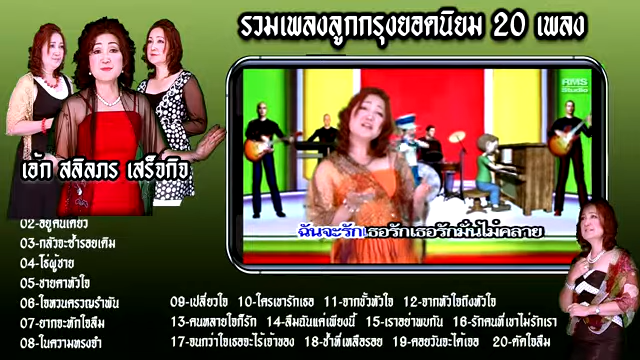 รวมเพลงลูกกรุงยอดนิยม 20 เพลง
RMS
Studio
เอ้ก สลิลภร เสร็จกิจ
ฉันจะรักเธอรักเธอรักมั่นไม่คลาย
02-อยู่คนเดียว
03-กลัวจะช้ำรอยเดิม
04-โธ่ผู้ชาย
05-ชายคาหัวใจ
06-ใจหวนครวญรำพัน
07-ยากจะหักใจลืม
08-ในความทรงจำ
09-เปลี่ยวใจ 10-ใครเขารักเธอ 11-จากขั้วหัวใจ 12-จากหัวใจถึงหัวใจ
13-คนหลายใจก็รัก 14-ลืมฉันแค่เพียงนี้ 15-เราอย่าพบกัน 16-รักคนที่เขาไม่รักเรา
17-จนกว่าใจเธอจะไร้เจ้าของ 18-ช้ำที่เหลือรอย 19-คอยวันจะได้เจอ 20-ตัดใจลืม